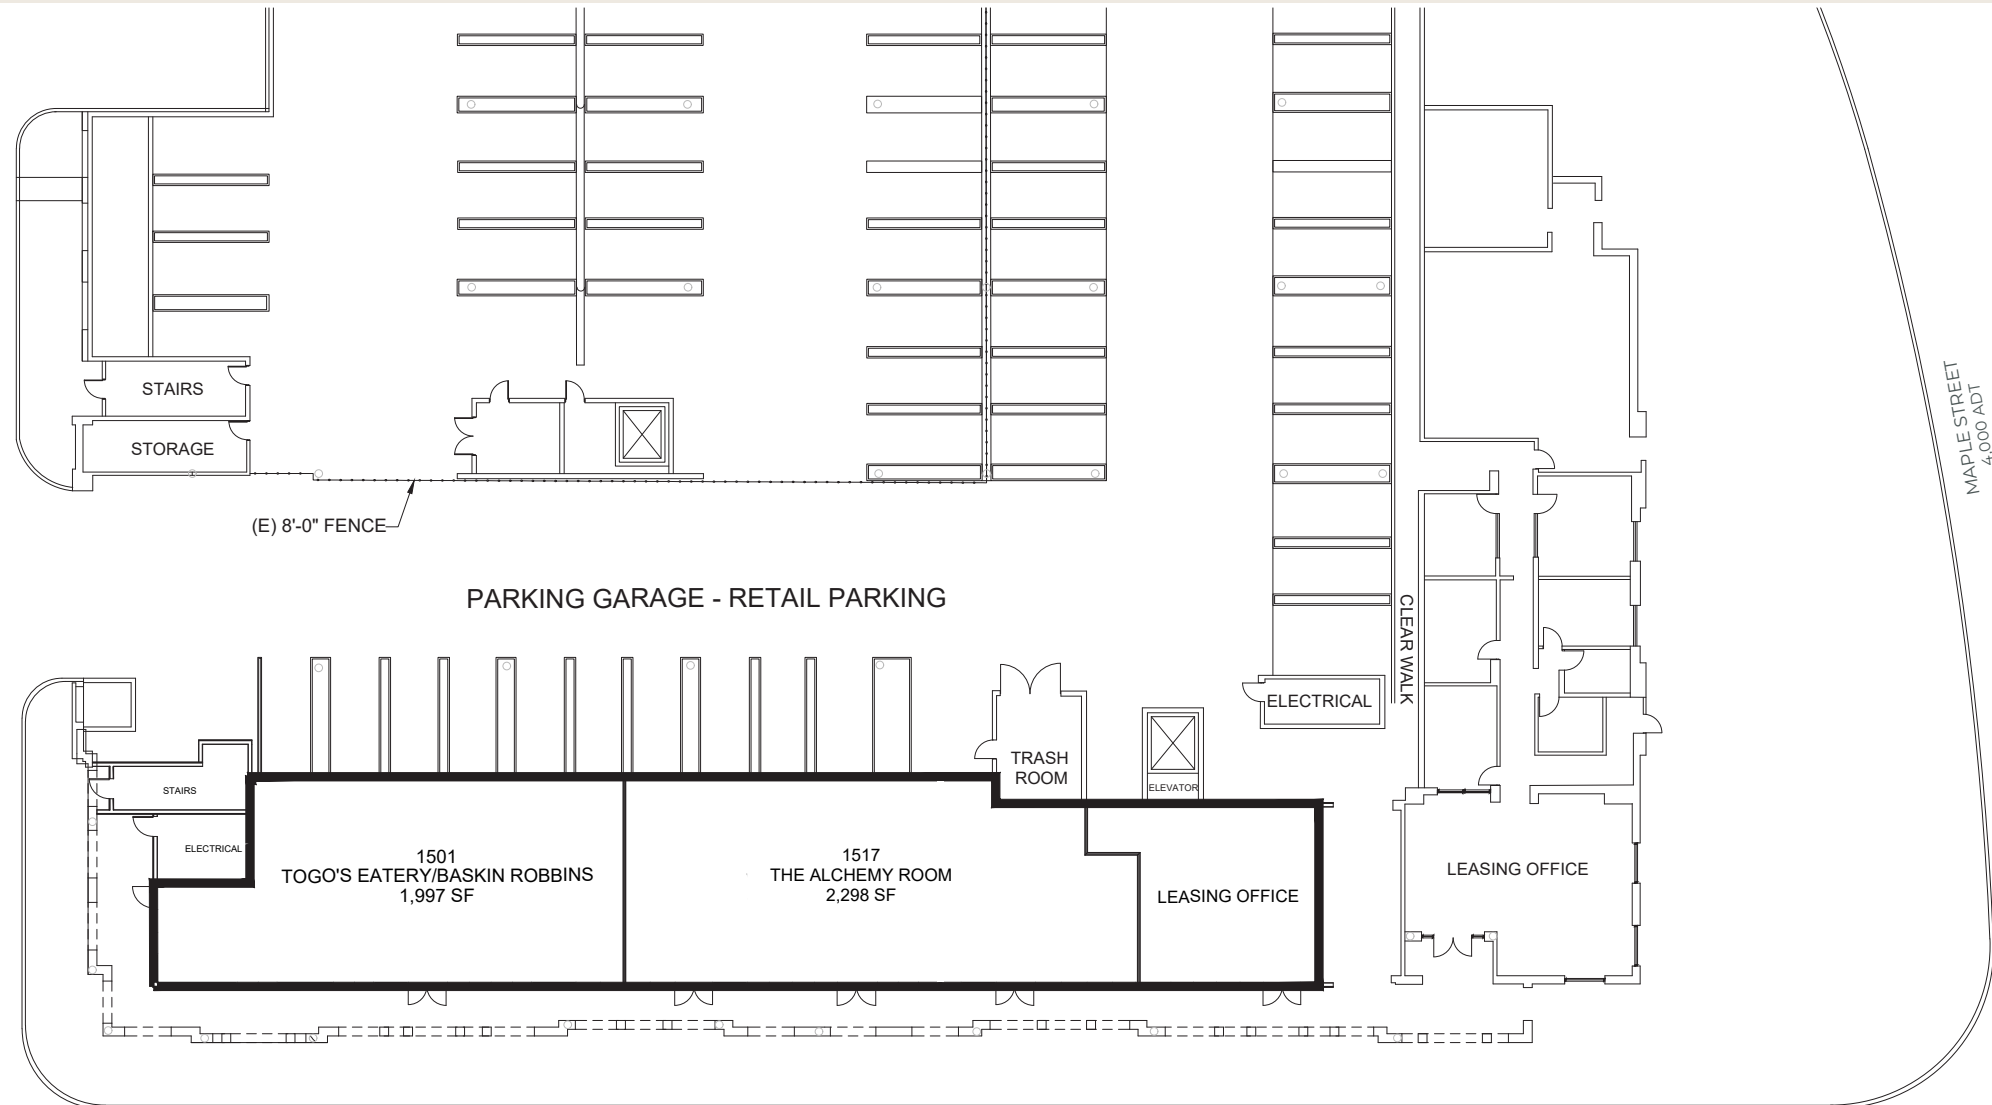 STAIRS
STORAGE
(E) 8'-0" FENCE
MAPLE STREET
4,000 ADT
PARKING GARAGE - RETAIL PARKING
CLEAR WALK
ELECTRICAL
TRASH
ROOM
ELEVATOR
STAIRS
ELECTRICAL
1501
TOGO'S EATERY/BASKIN ROBBINS
1,997 SF
1517
THE ALCHEMY ROOM
2,298 SF
LEASING OFFICE
LEASING OFFICE